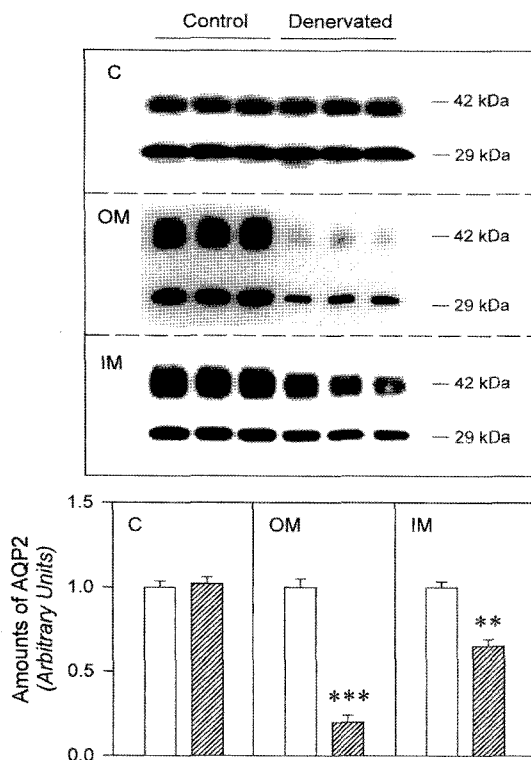 Control Denervated
C
42 kDa
29 kDa
OM
42 kDa
29 kDa
IM
42 kDa
29 kDa
Amounts of AQP2
(Arbitrary Units)
1.5
1.0
0.5
0.0
C
OM
***
IM
**